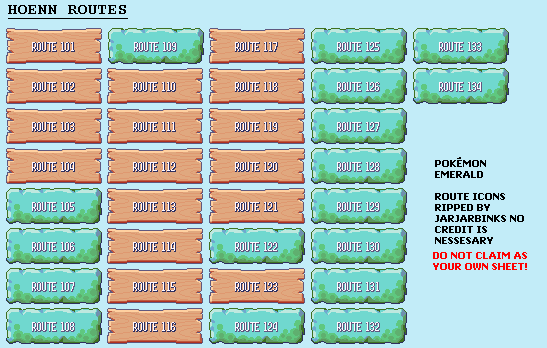 HOENN ROUTES
ROUTE 101
ROUTE 102
ROUTE 103
ROUTE 104
ROUTE 105
ROUTE 106
ROUTE 107
ROUTE 108
ROUTE 109
ROUTE 110
ROUTE 111
ROUTE 112
ROUTE 113
ROUTE 114
ROUTE 115
ROUTE 116
ROUTE 117
ROUTE 118
ROUTE 119
ROUTE 120
ROUTE 121
ROUTE 122
ROUTE 123
ROUTE 124
ROUTE 125
ROUTE 126
ROUTE 127
ROUTE 128
ROUTE 129
ROUTE 130
ROUTE 131
ROUTE 132
ROUTE 133
ROUTE 134
POKÉMON
EMERALD
ROUTE ICONS
RIPPED BY
JARJARBINKS NO
CREDIT IS
NESSESARY
DO NOT CLAIM AS
YOUR OWN SHEET!